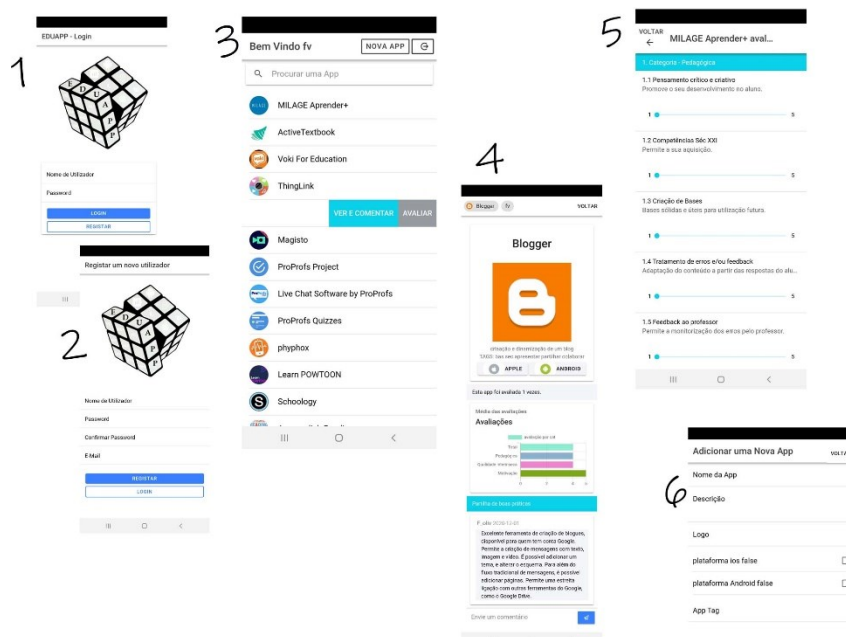 1
EDUAPP - Login
E
D
U
A
P
P
Nome de Utilizador
Password
LOGIN
REGISTAR
2
Registar um novo utilizador
E
D
U
A
P
P
Nome de Utilizador
Password
Confirmar Password
E-Mail
REGISTAR
LOGIN
3
Bem Vindo fv
NOVA APP
Procurar uma App
MILAGE Aprender+
ActiveTextbook
Voki For Education
ThingLink
VER E COMENTAR AVALIAR
Magisto
ProProfs Project
Live Chat Software by ProProfs
ProProfs Quizzes
phyphox
Learn POWTOON
Schoology
4
Blogger fv VOLTAR
Blogger
criação e dinamização de um blog
APPLE ANDROID
Esta app foi avaliada 1 vezes.
Média das avaliações
Avaliações
Partilha de boas práticas
Excelente ferramenta de criação de blogues,
disponível para quem tem conta Google.
Permite a criação de mensagens com texto,
imagem e vídeo. É possível adicionar um
tema, e alterar o esquema. Para além do
fluxo tradicional de mensagens, é possível
adicionar páginas. Permite uma estreita
ligação com outras ferramentas do Google,
como o Google Drive.
Envie um comentário
5
VOLTAR
MILAGE Aprender+ aval...
1. Categoria - Pedagógica
1.1 Pensamento crítico e criativo
Promove o seu desenvolvimento no aluno.
1 5
1.2 Competências Séc XXI
Permite a sua aquisição.
1 5
1.3 Criação de Bases
Bases sólidas e úteis para utilização futura.
1 5
1.4 Tratamento de erros e/ou feedback
Adaptação do conteúdo a partir das respostas do alu...
1 5
1.5 Feedback ao professor
Permite a monitorização dos erros pelo professor.
1 5
6
Adicionar uma Nova App VOLTA
Nome da App
Descrição
Logo
plataforma ios false
plataforma Android false
App Tag